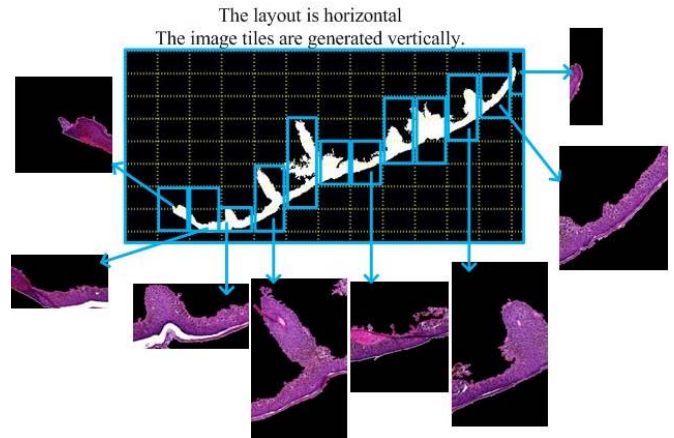 The layout is horizontal
The image tiles are generated vertically.